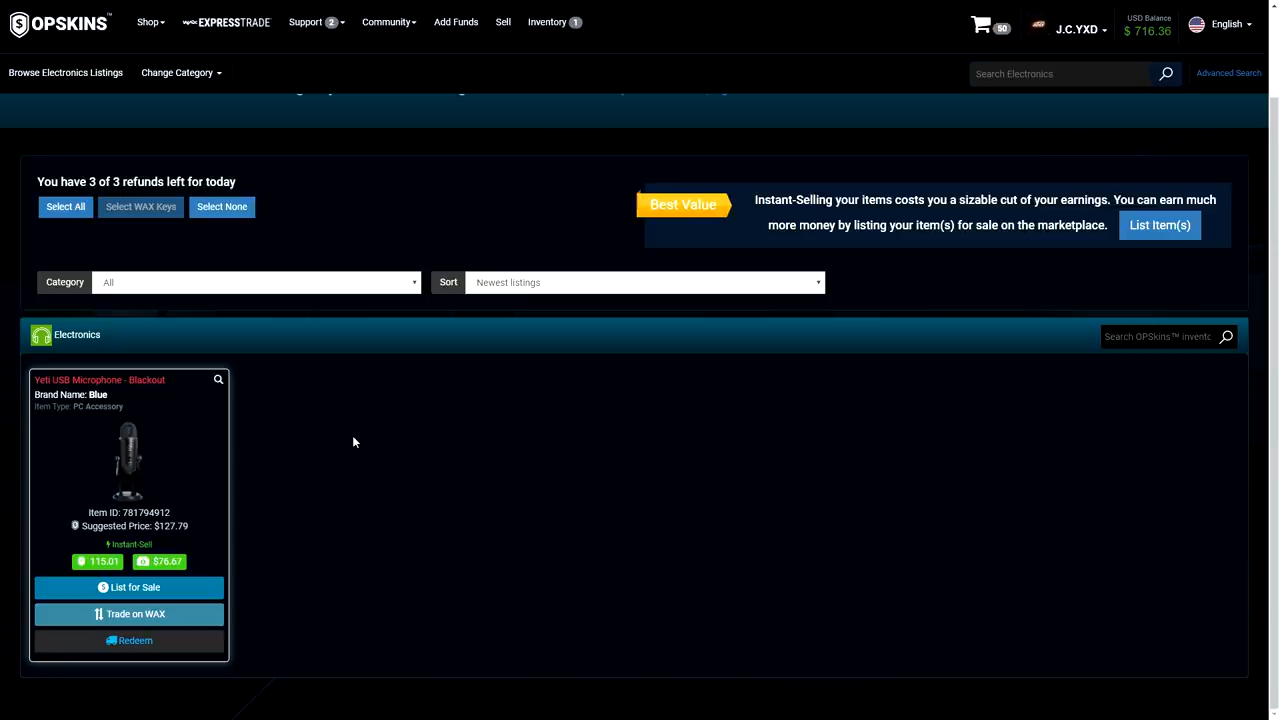 OPSKINS™ Shop EXPRESSTRADE Support 2 Community Add Funds Sell Inventory 1 50 J.C.YXD USD Balance $ 716.36 English
Browse Electronics Listings Change Category Search Electronics Advanced Search
You have 3 of 3 refunds left for today
Select All Select WAX Keys Select None
Best Value Instant-Selling your items costs you a sizable cut of your earnings. You can earn much
more money by listing your item(s) for sale on the marketplace. List Item(s)
Category All Sort Newest listings
Electronics Search OPSkins™ invento
Yeti USB Microphone - Blackout
Brand Name: Blue
Item Type: PC Accessory
Item ID: 781794912
Suggested Price: $127.79
Instant-Sell
115.01 $76.67
List for Sale
Trade on WAX
Redeem